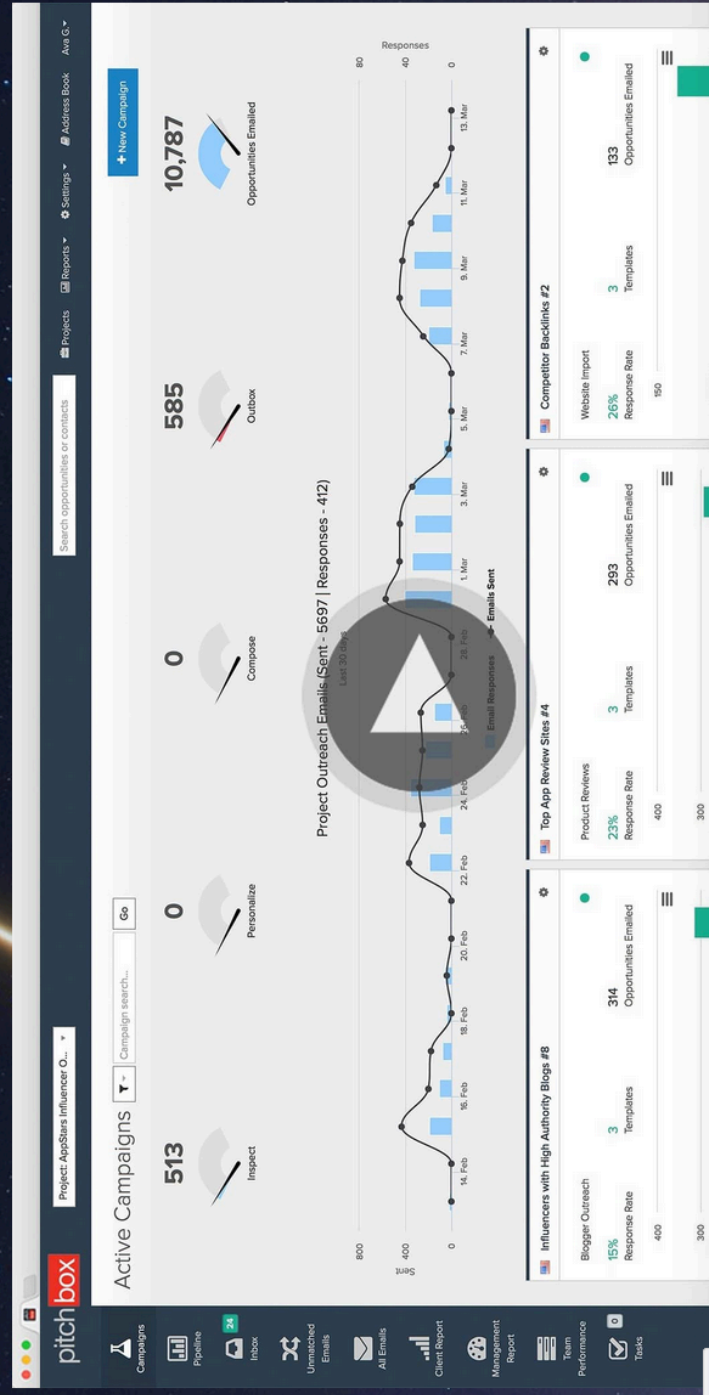 pitchbox
Project: AppStars Influencer O...
Search opportunities or contacts
Projects
Reports
Settings
Address Book
Ava G.
Campaigns
Pipeline
Inbox
24
Unmatched
Emails
All Emails
Client Report
Management
Report
Team
Performance
Tasks
0
Active Campaigns
Campaign search...
Go
+ New Campaign
513
Inspect
0
Personalize
0
Compose
585
Outbox
10,787
Opportunities Emailed
Project Outreach Emails (Sent - 5697 | Responses - 412)
Last 30 days
Sent
800
400
0
Responses
80
40
0
14. Feb
16. Feb
18. Feb
20. Feb
22. Feb
24. Feb
26. Feb
28. Feb
1. Mar
3. Mar
5. Mar
7. Mar
9. Mar
11. Mar
13. Mar
Email Responses
Emails Sent
Influencers with High Authority Blogs #8
Blogger Outreach
15%
Response Rate
3
Templates
314
Opportunities Emailed
400
300
Top App Review Sites #4
Product Reviews
23%
Response Rate
3
Templates
293
Opportunities Emailed
400
300
Competitor Backlinks #2
Website Import
26%
Response Rate
3
Templates
133
Opportunities Emailed
150